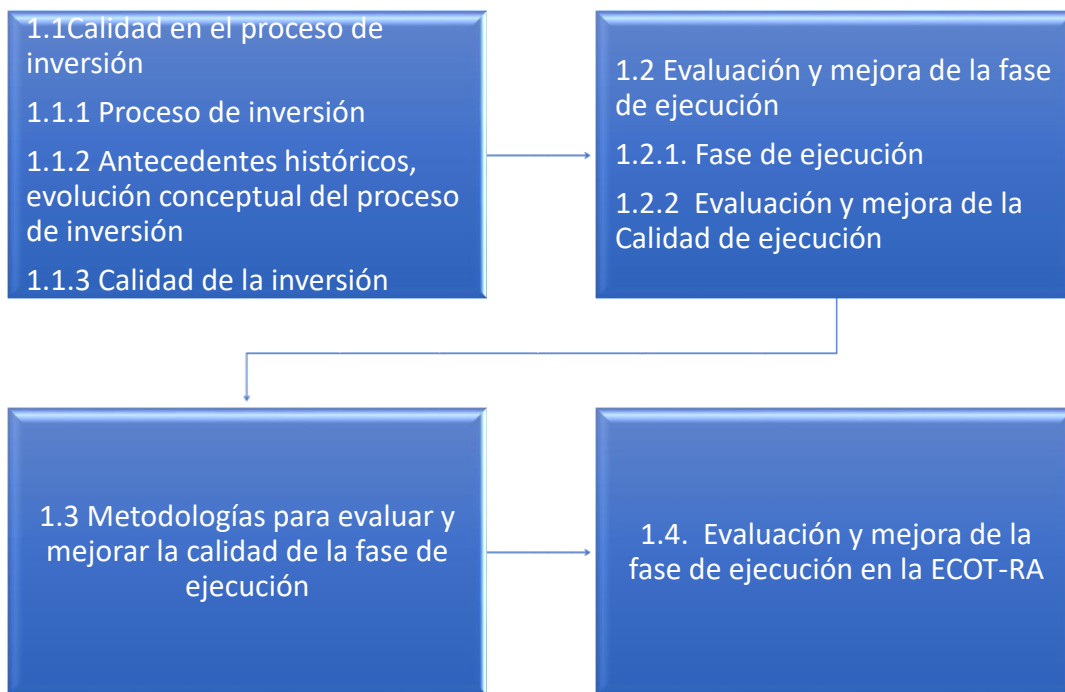 1.1Calidad en el proceso de
inversión
1.1.1 Proceso de inversión
1.1.2 Antecedentes históricos,
evolución conceptual del proceso
de inversión
1.1.3 Calidad de la inversión
1.2 Evaluación y mejora de la fase
de ejecución
1.2.1. Fase de ejecución
1.2.2 Evaluación y mejora de la
Calidad de ejecución
1.3 Metodologías para evaluar y
mejorar la calidad de la fase de
ejecución
1.4. Evaluación y mejora de la
fase de ejecución en la ECOT-RA